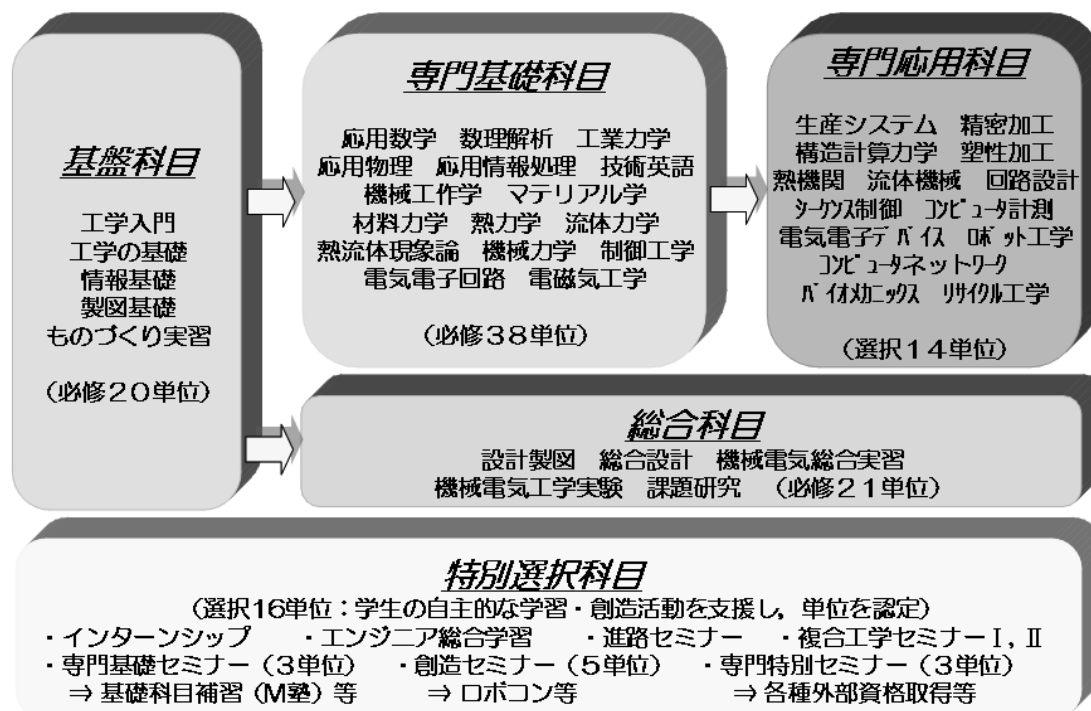 基盤科目
工学入門
工学の基礎
情報基礎
製図基礎
ものづくり実習
(必修20単位)
専門基礎科目
応用数学 数理解析 工業力学
応用物理 応用情報処理 技術英語
機械工作学 マテリアル学
材料力学 熱力学 流体力学
熱流体現象論 機械力学 制御工学
電気電子回路 電磁気工学
(必修38単位)
専門応用科目
生産システム 精密加工
構造計算力学 塑性加工
熱機関 流体機械 回路設計
シーケンス制御 コンピュータ計測
電気電子デバイス ロボット工学
コンピュータネットワーク
バイオメカニックス リサイクル工学
(選択14単位)
総合科目
設計製図 総合設計 機械電気総合実習
機械電気工学実験 課題研究 (必修21単位)
特別選択科目
(選択16単位:学生の自主的な学習・創造活動を支援し,単位を認定)
・インターンシップ ・エンジニア総合学習 ・進路セミナー ・複合工学セミナーⅠ,Ⅱ
・専門基礎セミナー(3単位) ・創造セミナー(5単位) ・専門特別セミナー(3単位)
⇒ 基礎科目補習(M塾)等 ⇒ ロボコン等 ⇒ 各種外部資格取得等